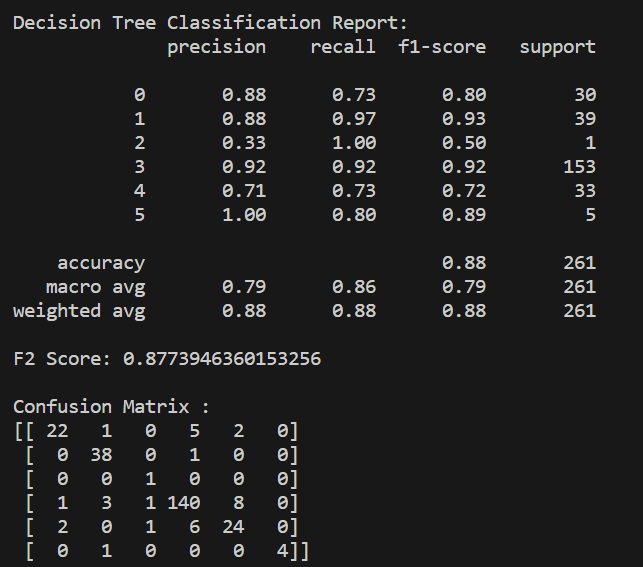 Decision Tree Classification Report:
              precision    recall  f1-score   support

           0       0.88      0.73      0.80        30
           1       0.88      0.97      0.93        39
           2       0.33      1.00      0.50         1
           3       0.92      0.92      0.92       153
           4       0.71      0.73      0.72        33
           5       1.00      0.80      0.89         5

    accuracy                           0.88       261
   macro avg       0.79      0.86      0.79       261
weighted avg       0.88      0.88      0.88       261

F2 Score: 0.8773946360153256

Confusion Matrix :
[[ 22   1   0   5   2   0]
 [  0  38   0   1   0   0]
 [  0   0   1   0   0   0]
 [  1   3   1 140   8   0]
 [  2   0   1   6  24   0]
 [  0   1   0   0   0   4]]